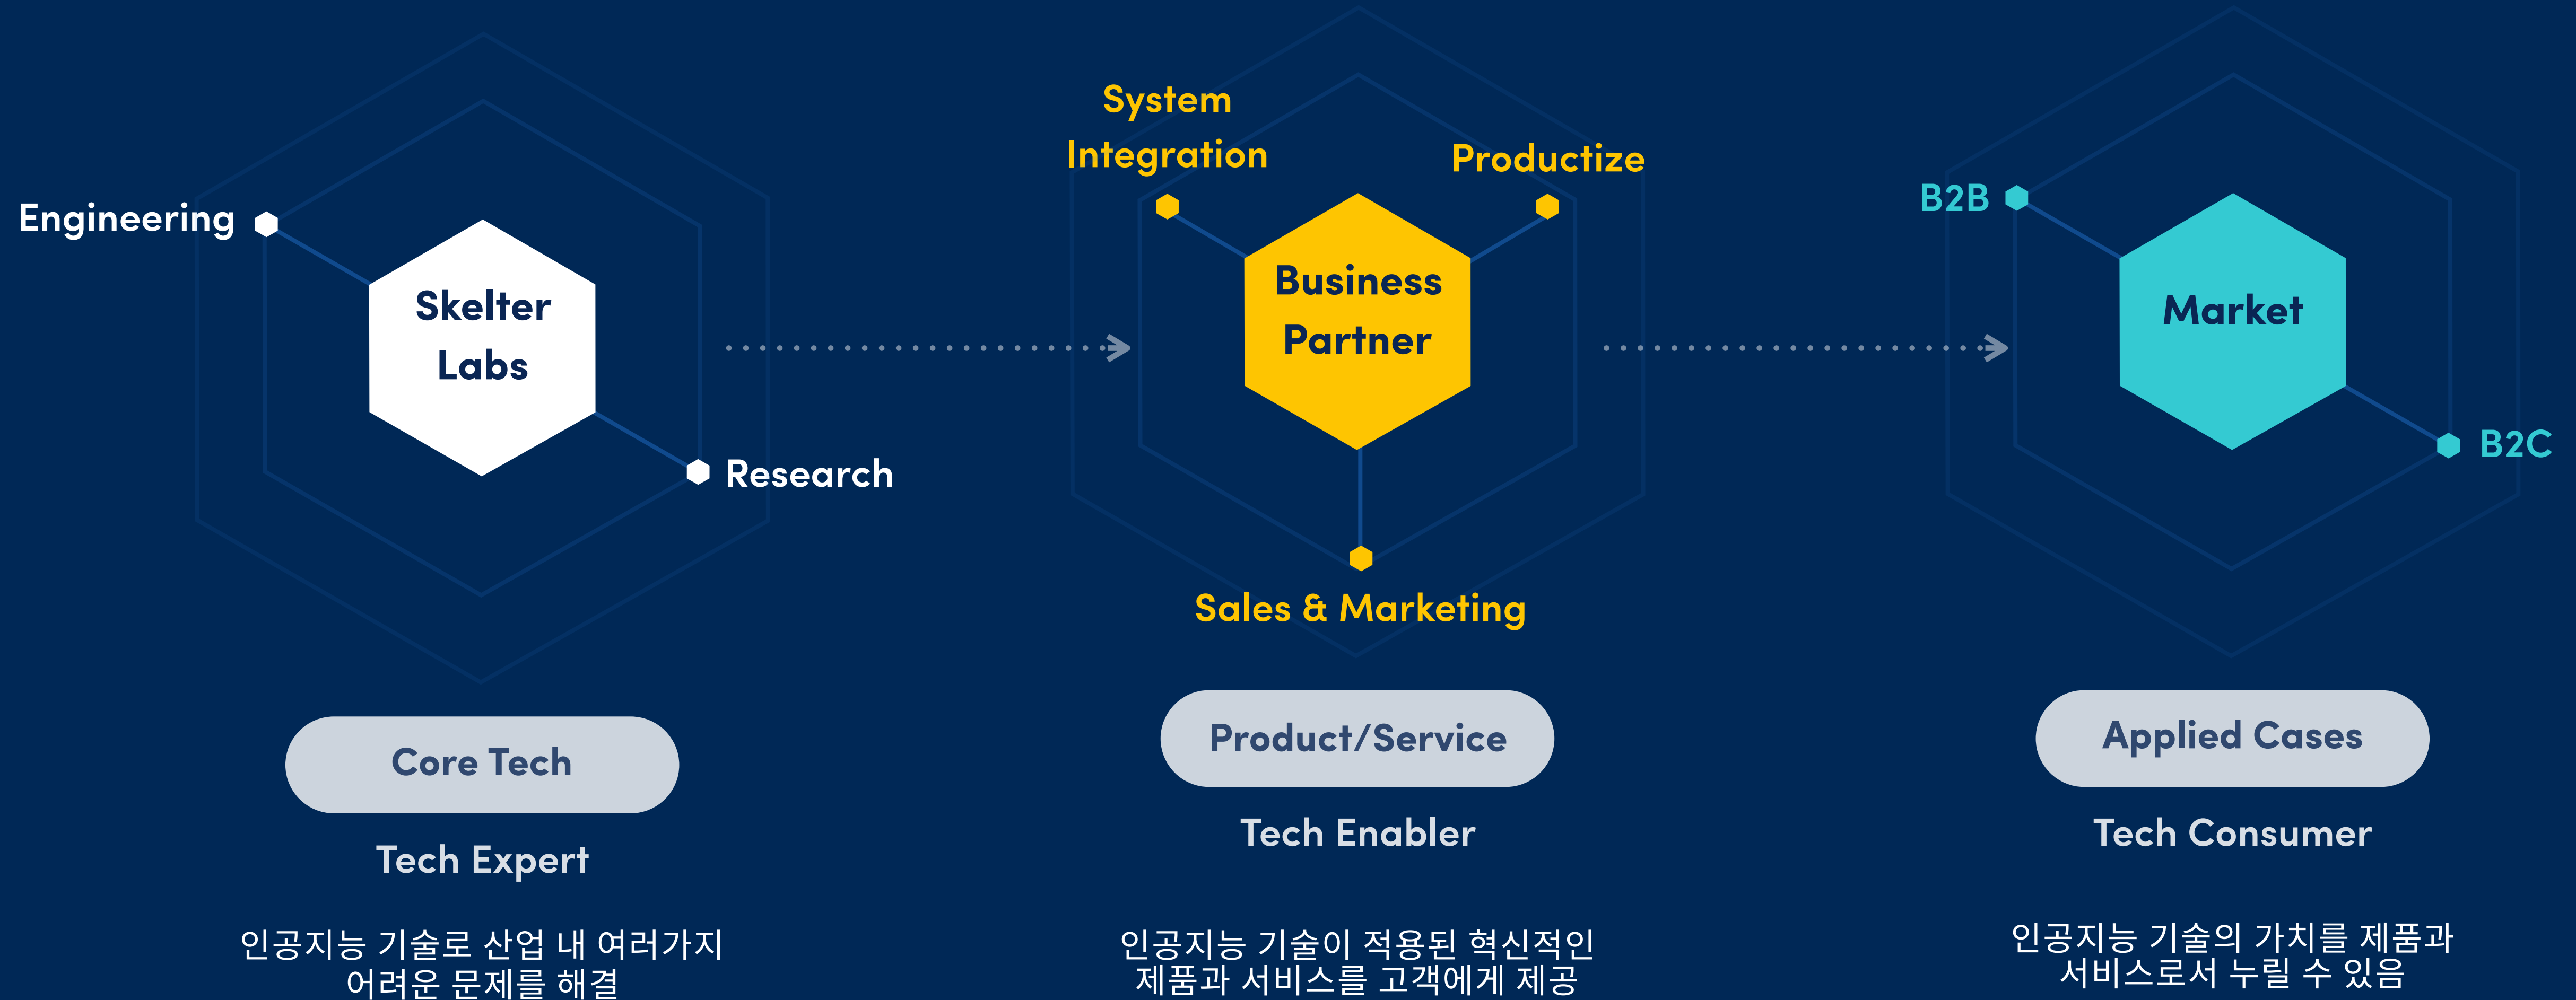 Engineering
Skelter
Labs
Research
Core Tech
Tech Expert
인공지능 기술로 산업 내 여러가지
어려운 문제를 해결
System
Integration
Productize
Business
Partner
Sales & Marketing
Product/Service
Tech Enabler
인공지능 기술이 적용된 혁신적인
제품과 서비스를 고객에게 제공
B2B
Market
B2C
Applied Cases
Tech Consumer
인공지능 기술의 가치를 제품과
서비스로서 누릴 수 있음